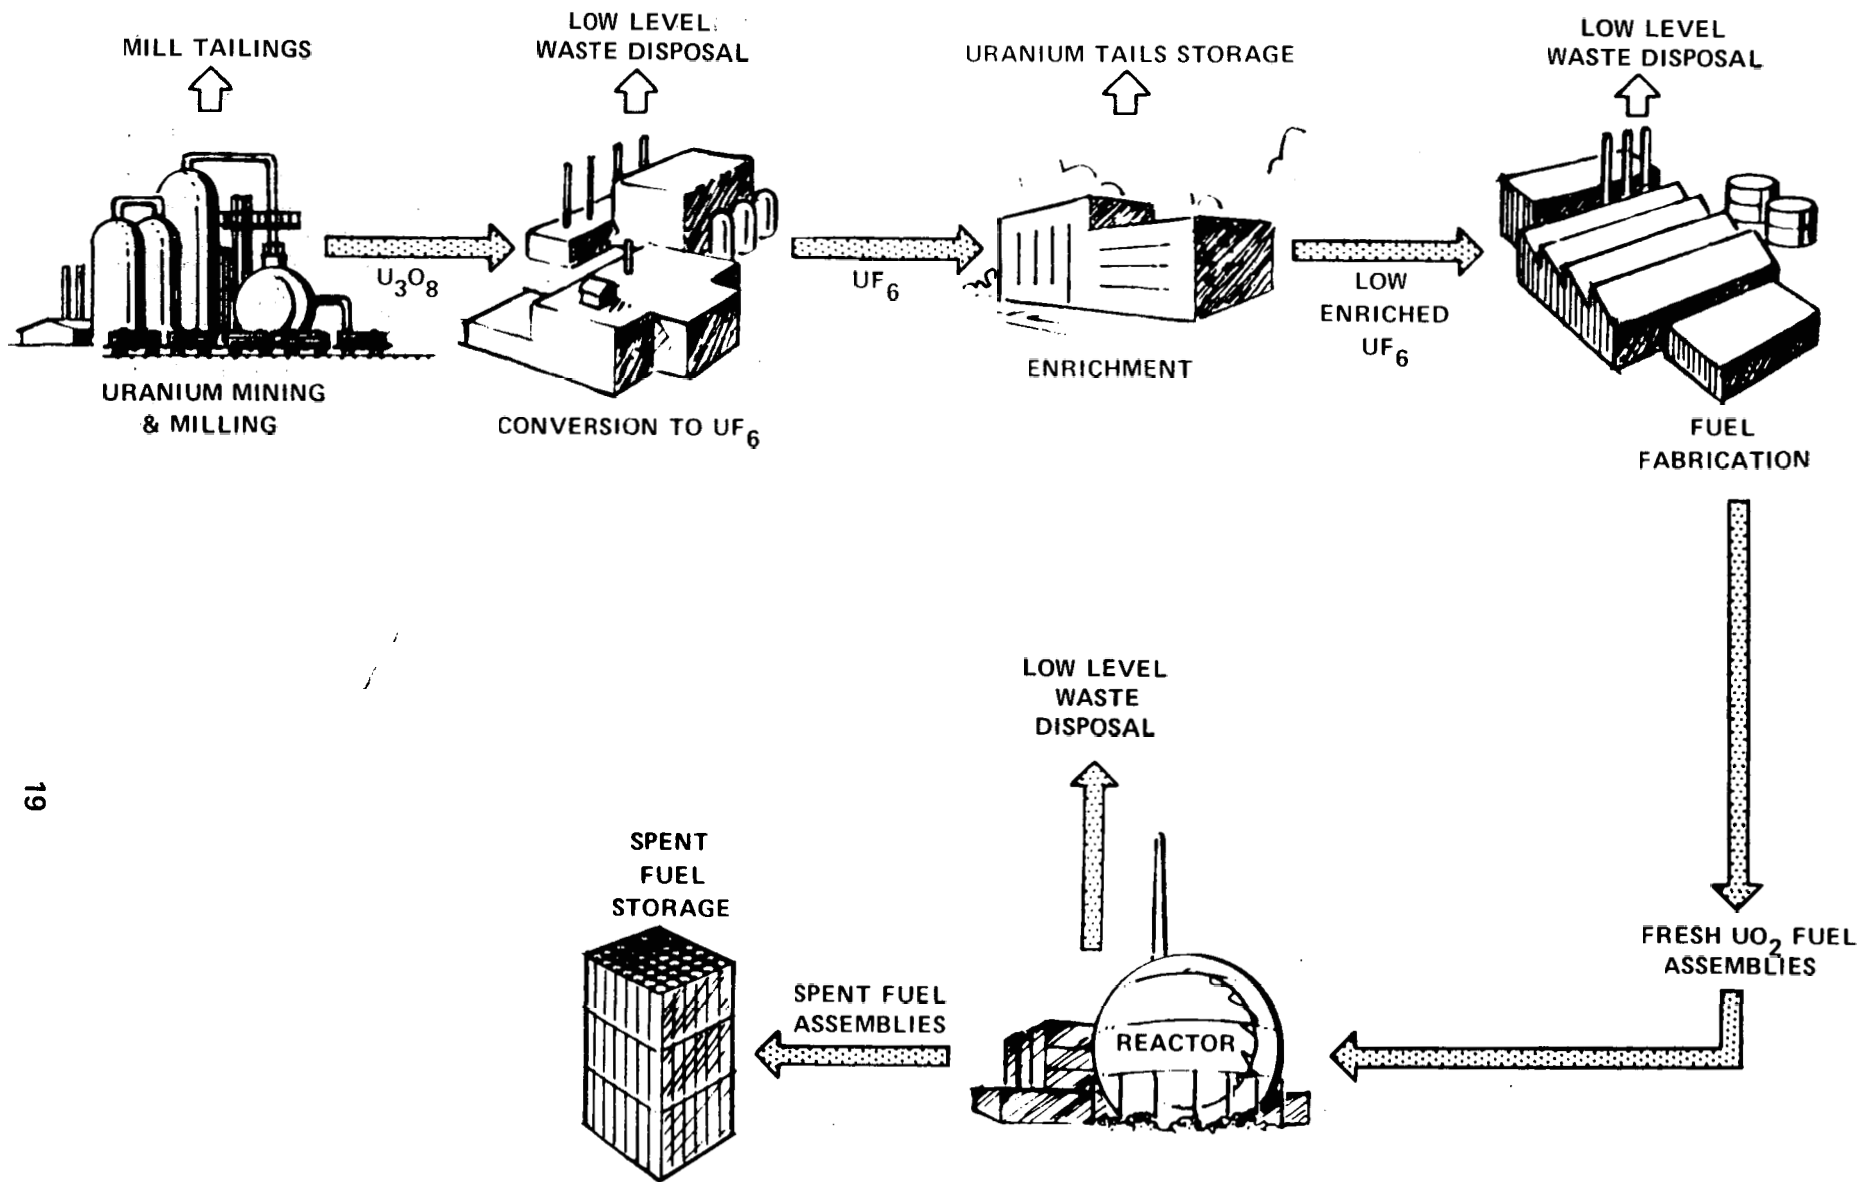 MILL TAILINGS
LOW LEVEL
WASTE DISPOSAL
URANIUM TAILS STORAGE
LOW LEVEL
WASTE DISPOSAL
U3O8
UF6
LOW
ENRICHED
UF6
URANIUM MINING
& MILLING
CONVERSION TO UF6
ENRICHMENT
FUEL
FABRICATION
FRESH UO2 FUEL
ASSEMBLIES
LOW LEVEL
WASTE
DISPOSAL
REACTOR
SPENT FUEL
ASSEMBLIES
SPENT
FUEL
STORAGE
19